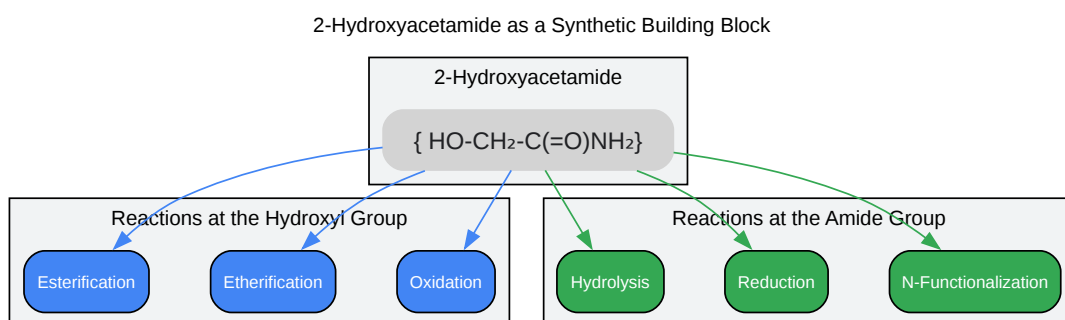 2-Hydroxyacetamide as a Synthetic Building Block
2-Hydroxyacetamide
{ HO-CH₂-C(=O)NH₂}
Reactions at the Hydroxyl Group
Reactions at the Amide Group
Esterification
Etherification
Oxidation
Hydrolysis
Reduction
N-Functionalization